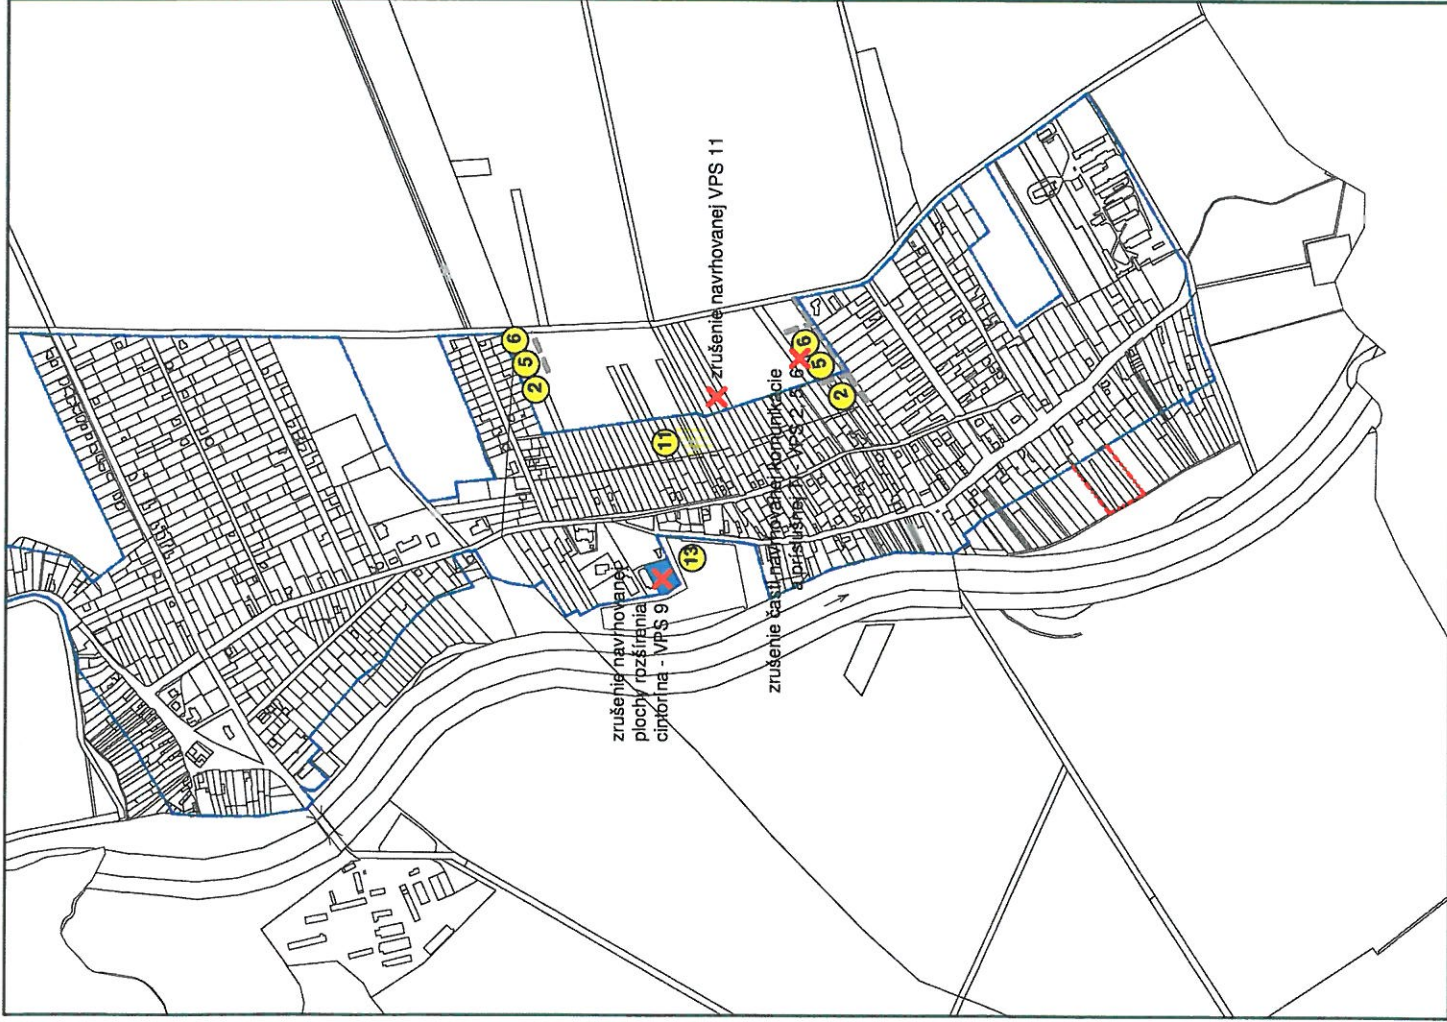 zrušenie navrhovanej
plochy rozšírenia
cintorína - VPS 9
13
11
2
5
6
zrušenie navrhovanej VPS 11
zrušenie časti navrhovanej komunikácie
a príslušnej TI - VPS 2, 5, 6
2
5
6